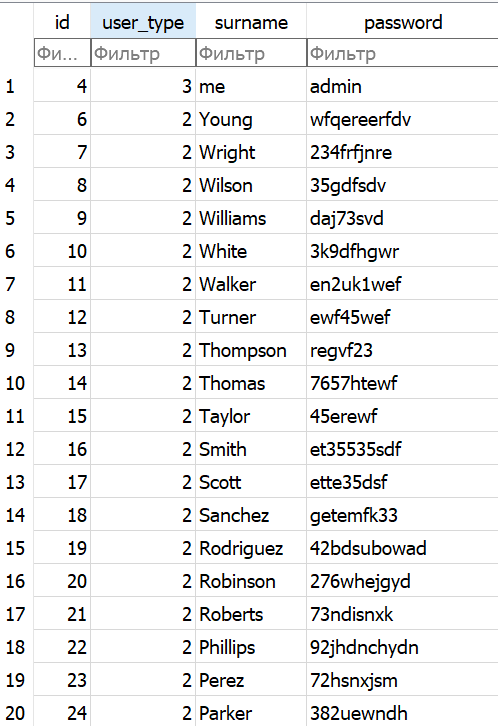 id user_type surname password
Фи... Фильтр Фильтр Фильтр
1 4 3 me admin
2 6 2 Young wfqereerfdv
3 7 2 Wright 234frfjnre
4 8 2 Wilson 35gdfsdv
5 9 2 Williams daj73svd
6 10 2 White 3k9dfhgwr
7 11 2 Walker en2uk1wef
8 12 2 Turner ewf45wef
9 13 2 Thompson regvf23
10 14 2 Thomas 7657htewf
11 15 2 Taylor 45erewf
12 16 2 Smith et35535sdf
13 17 2 Scott ette35dsf
14 18 2 Sanchez getemfk33
15 19 2 Rodriguez 42bdsubowad
16 20 2 Robinson 276whejgyd
17 21 2 Roberts 73ndisnxk
18 22 2 Phillips 92jhdnchydn
19 23 2 Perez 72hsnxjsm
20 24 2 Parker 382uewndh